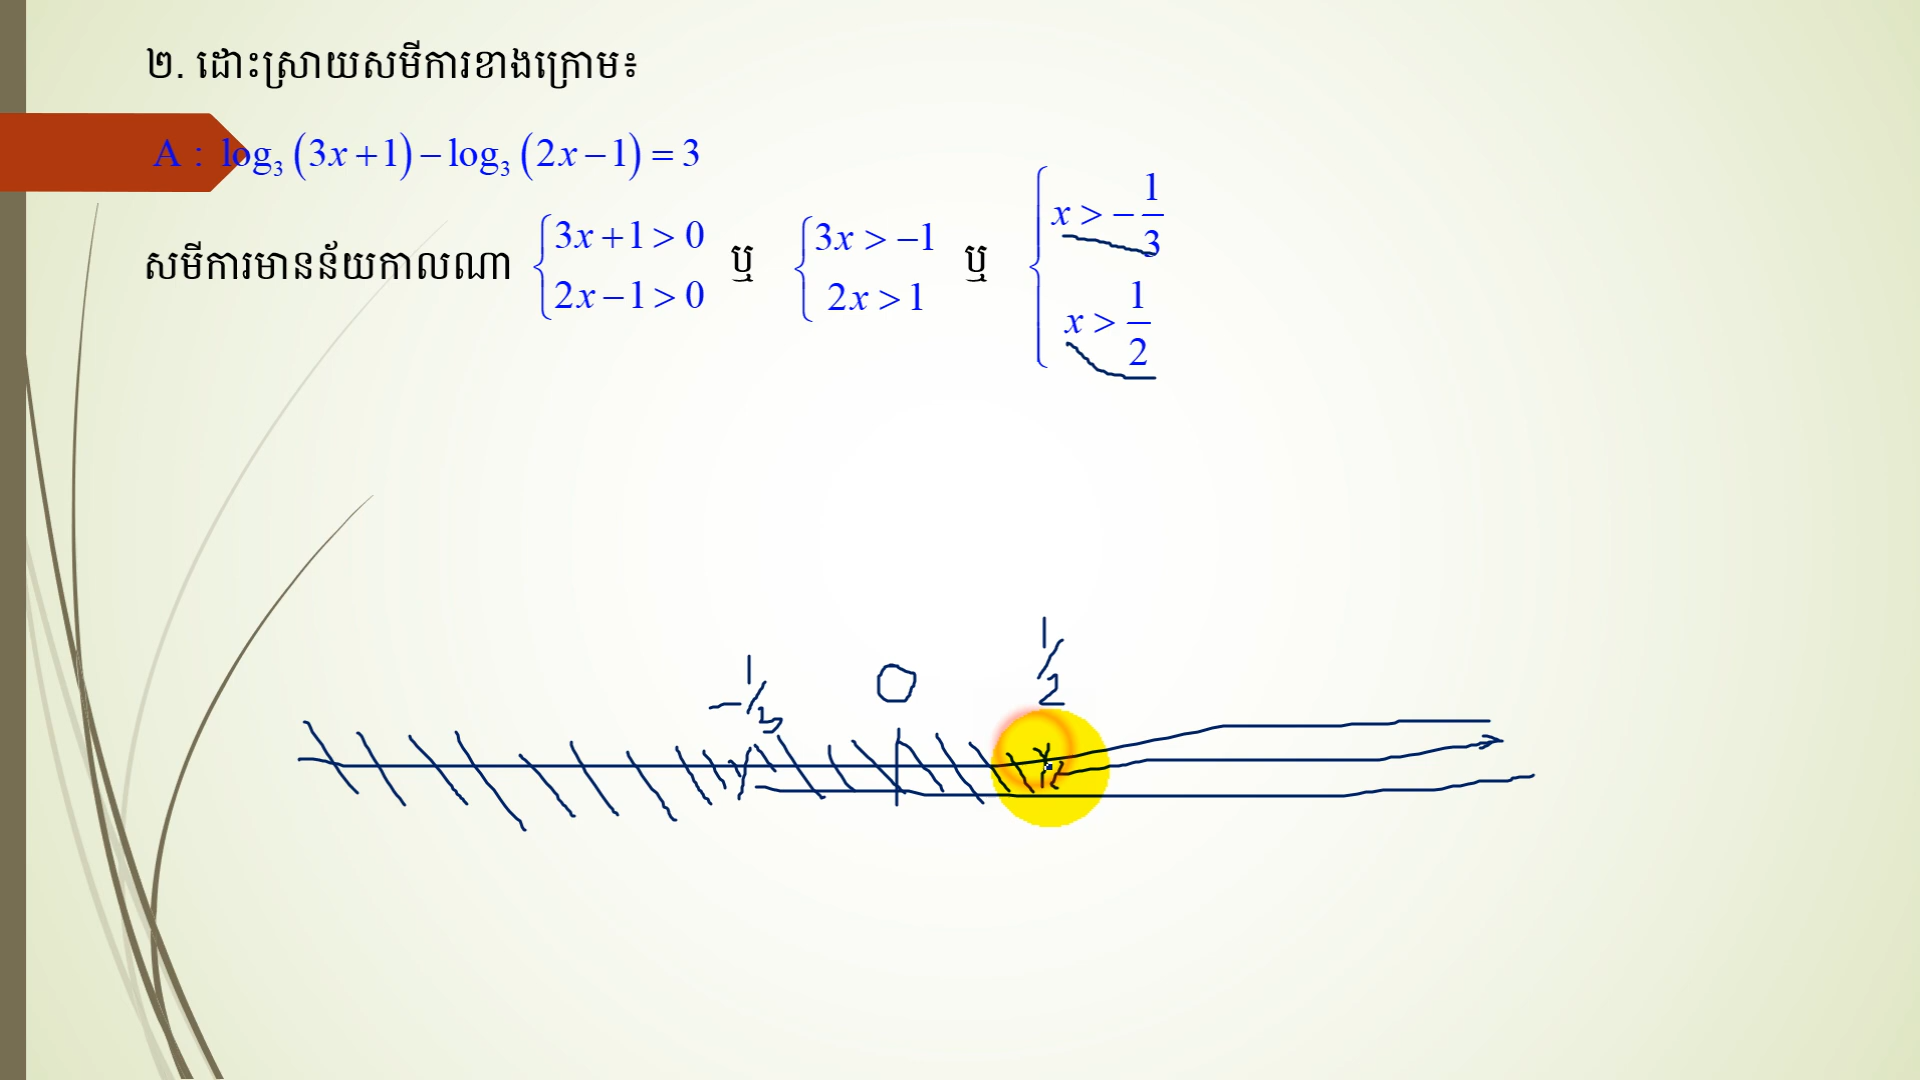 ២. ដោះស្រាយសមីការខាងក្រោម៖
A : log₃(3x+1)−log₃(2x−1)=3
សមីការមានន័យកាលណា {3x+1>0 2x−1>0 ឬ {3x>−1 2x>1 ឬ {x>−1/3 x>1/2
−1/3 0 1/2